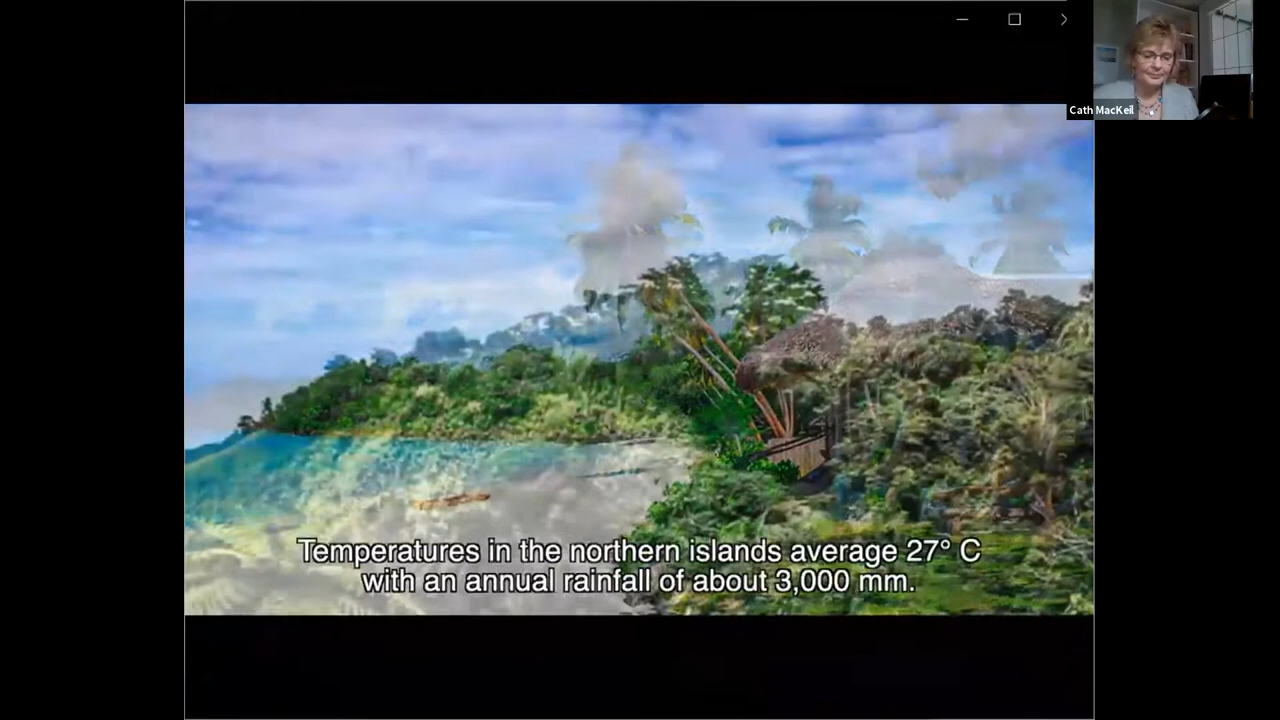 Cath MacKeil
Temperatures in the northern islands average 27° C
with an annual rainfall of about 3,000 mm.